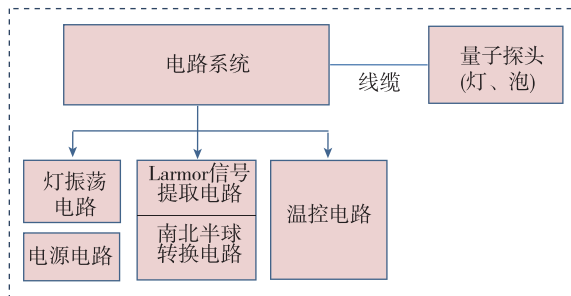 电路系统
线缆
量子探头
(灯、泡)
灯振荡
电路
电源电路
Larmor信号
提取电路
南北半球
转换电路
温控电路